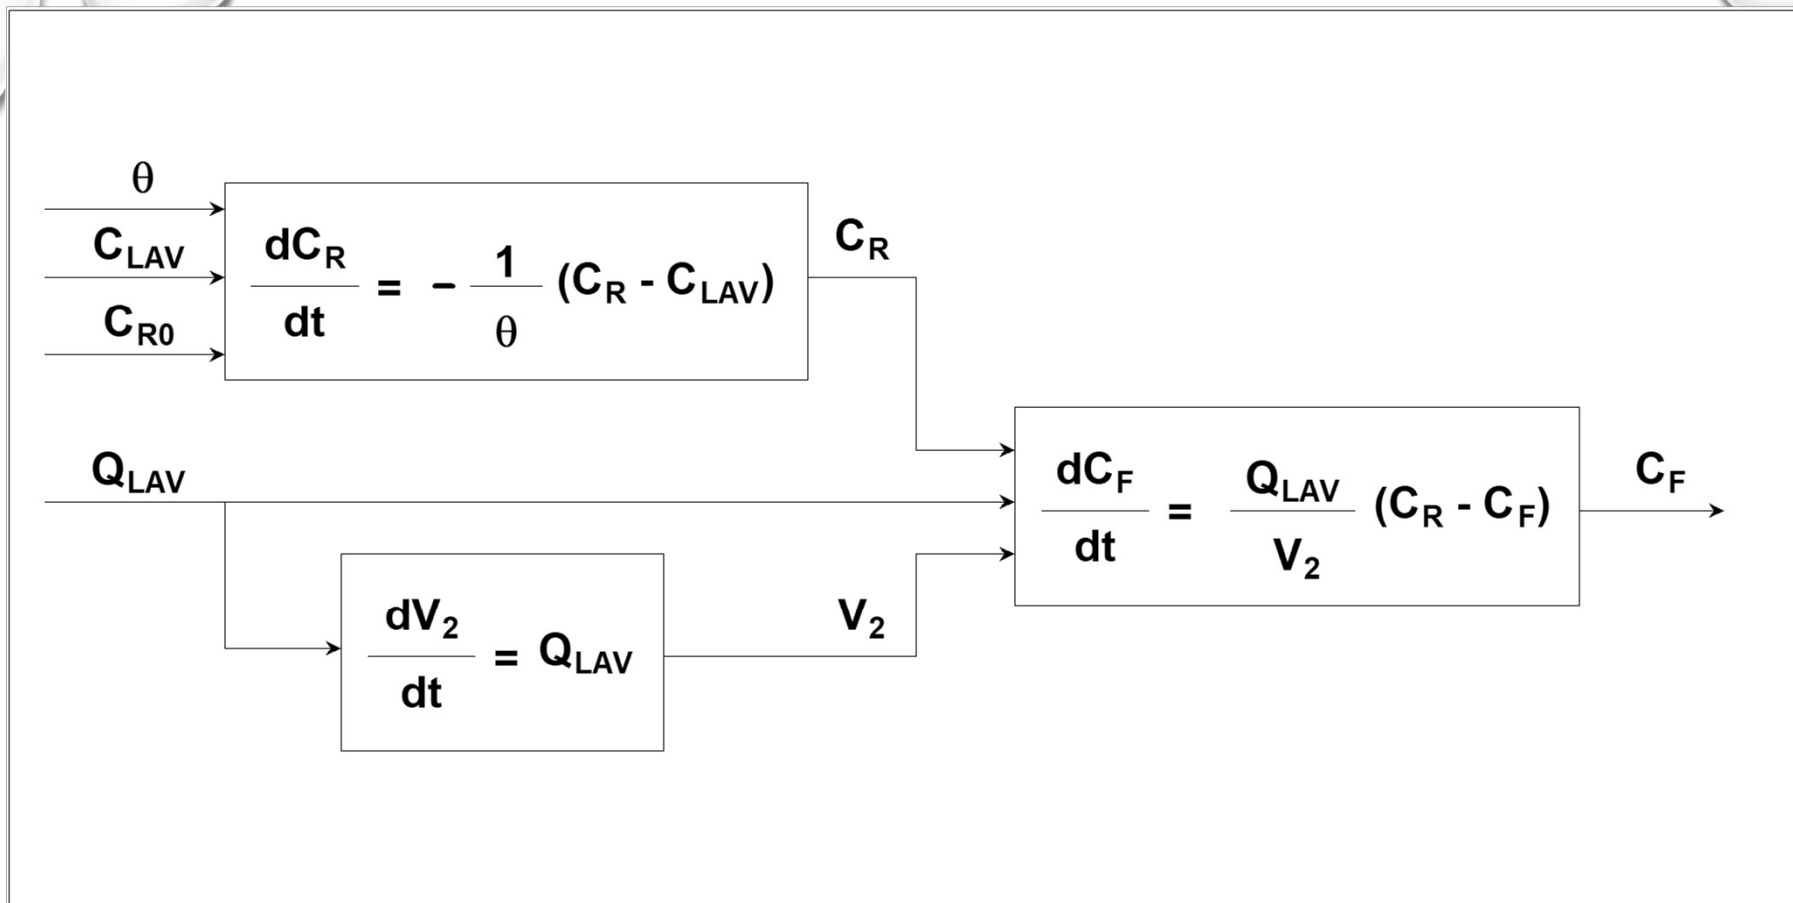 θ
C_LAV
C_R0
dC_R/dt = - 1/θ (C_R - C_LAV)
C_R
Q_LAV
dC_F/dt = Q_LAV/V_2 (C_R - C_F)
C_F
dV_2/dt = Q_LAV
V_2